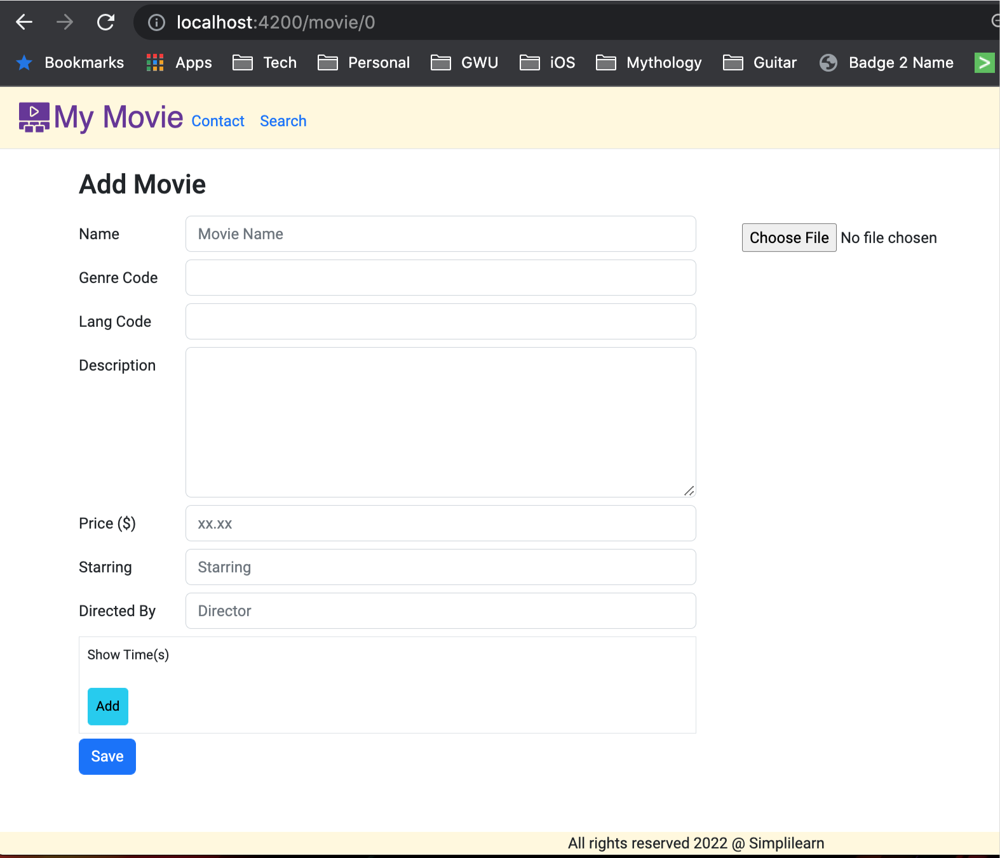 localhost:4200/movie/0
Bookmarks Apps Tech Personal GWU iOS Mythology Guitar Badge 2 Name
My Movie Contact Search
Add Movie
Name Movie Name Choose File No file chosen
Genre Code
Lang Code
Description
Price ($) xx.xx
Starring Starring
Directed By Director
Show Time(s)
Add
Save
All rights reserved 2022 @ Simplilearn